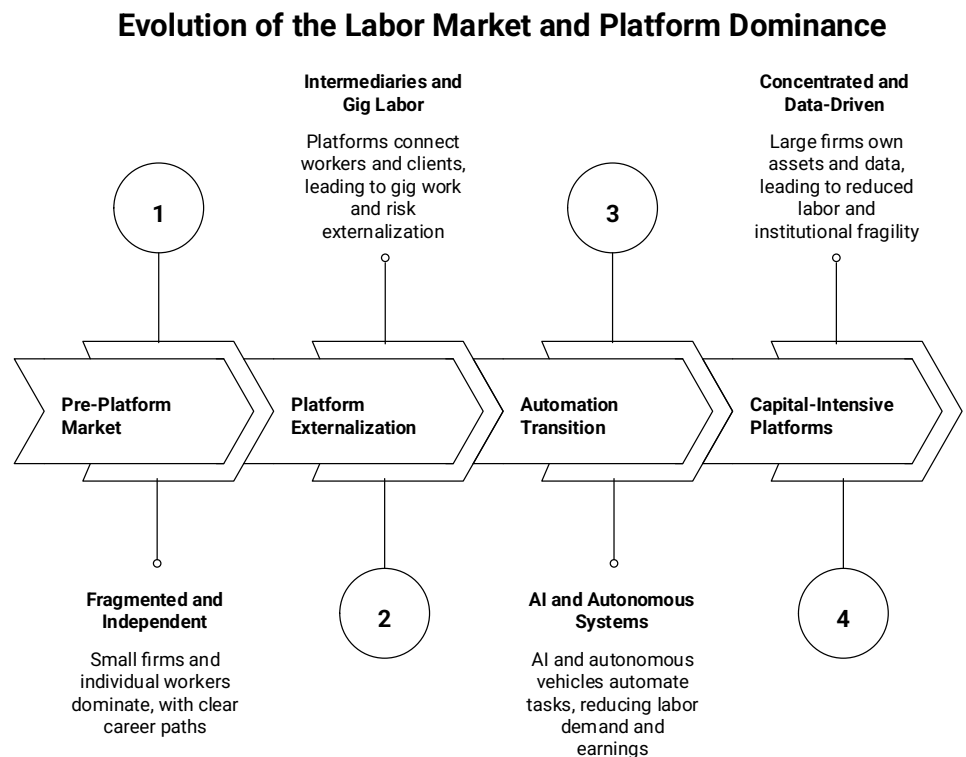 Evolution of the Labor Market and Platform Dominance
Intermediaries and
Gig Labor
Platforms connect
workers and clients,
leading to gig work
and risk
externalization
Concentrated and
Data-Driven
Large firms own
assets and data,
leading to reduced
labor and
institutional fragility
1
3
Pre-Platform
Market
Platform
Externalization
Automation
Transition
Capital-Intensive
Platforms
Fragmented and
Independent
Small firms and
individual workers
dominate, with clear
career paths
2
AI and Autonomous
Systems
AI and autonomous
vehicles automate
tasks, reducing labor
demand and
earnings
4